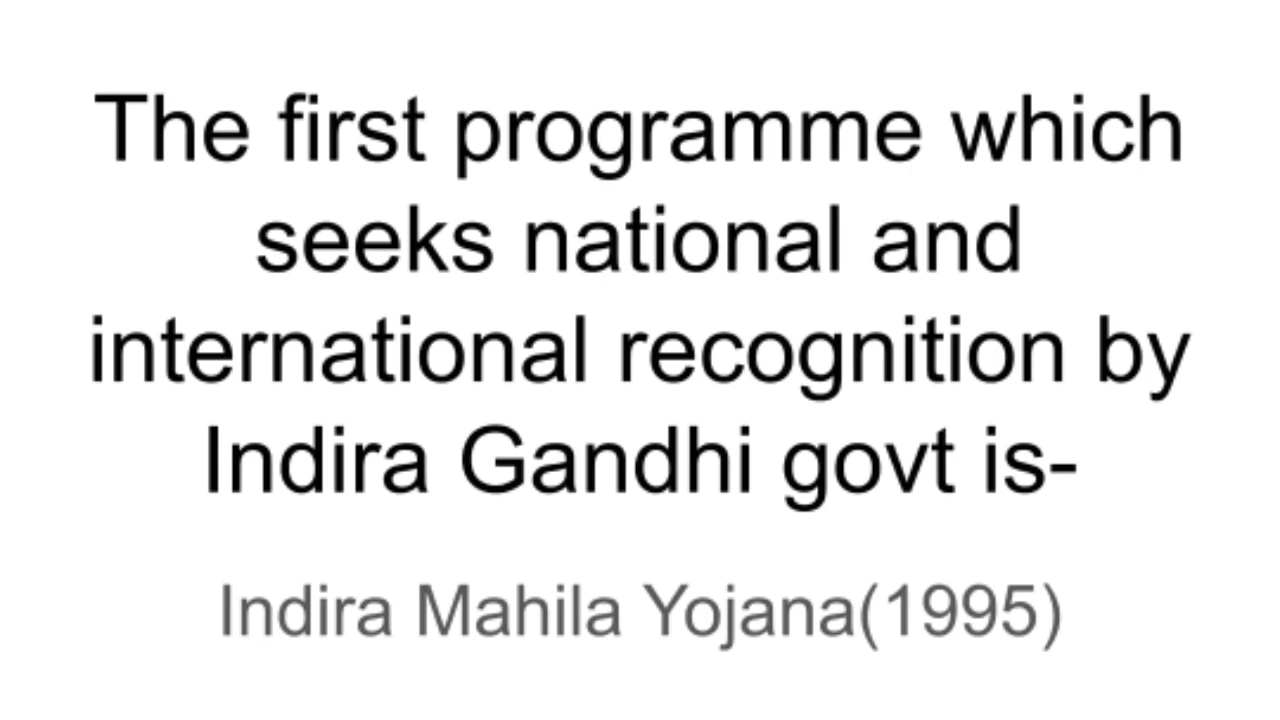 The first programme which
seeks national and
international recognition by
Indira Gandhi govt is-
Indira Mahila Yojana(1995)